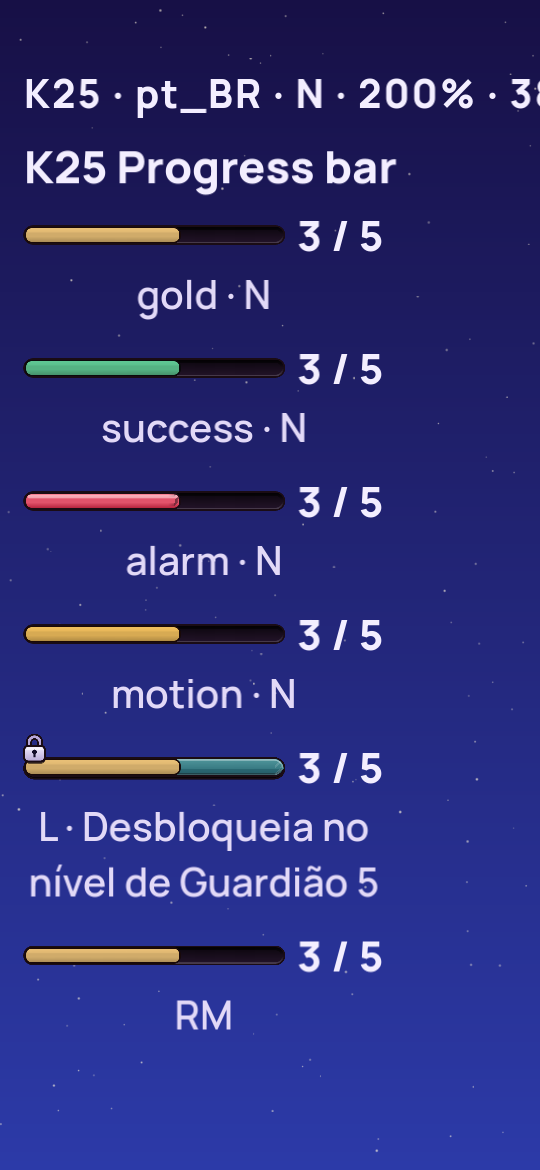 K25 · pt_BR · N · 200% · 38
K25 Progress bar
3 / 5
gold · N
3 / 5
success · N
3 / 5
alarm · N
3 / 5
motion · N
3 / 5
L · Desbloqueia no
nível de Guardião 5
3 / 5
RM